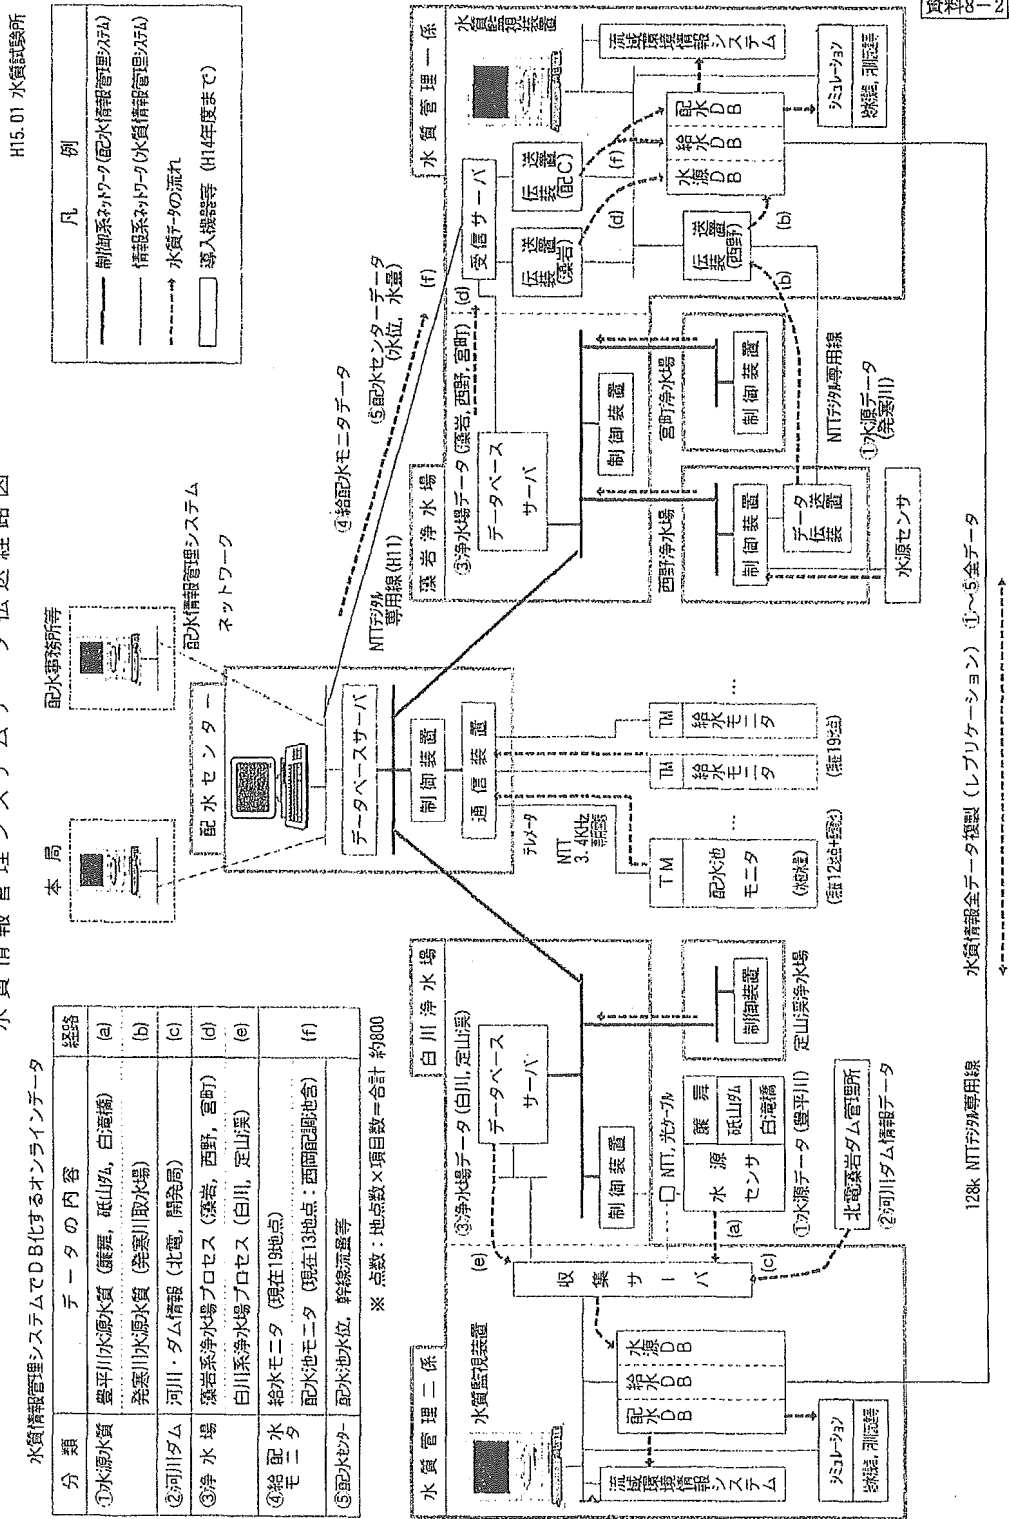 資料8-2
水質情報管理システムデータ伝送経路図
H15.01 水質試験所
水質情報管理システムでDB化するオンラインデータ
分類 データの内容 経路
①水源水質 豊平川水源水質(藤舞, 砥山ダム, 白滝橋) (a)
発寒川水源水質(発寒川取水場) (b)
②河川ダム 河川・ダム情報(北電, 開発局) (c)
③浄水場 藻岩系浄水場プロセス(藻岩, 西野, 宮町) (d)
白川系浄水場プロセス(白川, 定山渓) (e)
④給配水モニタ 給水モニタ(現在19地点) (f)
配水池モニタ(現在13地点:西岡配調池含)
⑤配水センター 配水池水位, 幹線流量等
※ 点数:地点数×項目数=合計 約800
凡例
制御系ネットワーク(配水情報管理システム)
情報系ネットワーク(水質情報管理システム)
水質データの流れ
導入機器等 (H14年度まで)
本局
配水事務所等
配水センター
配水情報管理システム
ネットワーク
データベースサーバ
制御装置
通信装置
テレメータ
NTT
3.4KHz
TM
配水池
モニタ
TM
給水
モニタ
TM
給水
モニタ
…
…
④給配水モニタデータ
⑤配水センターデータ
(水位, 水量)
(f)
NTTデジタル
専用線(H11)
白川浄水場
③浄水場データ(白川, 定山渓)
データベース
サーバ
制御装置
NTT, 光ケーブル
水源
センサ
藤舞
砥山ダム
白滝橋
①水源データ(豊平川)
制御装置
定山渓浄水場
北電藻岩ダム管理所
②河川ダム情報データ
(a)
(c)
(e)
水質管理二係
水質監視装置
収集サーバ
水源DB
給水DB
配水DB
流域環境情報システム
シミュレーション
藻岩浄水場
③浄水場データ(藻岩, 西野, 宮町)
(d)
データベース
サーバ
制御装置
西野浄水場
制御装置
データ
伝送
装置
水源センサ
宮町浄水場
制御装置
NTTデジタル専用線
①水源データ
(発寒川)
水質管理一係
水質監視装置
受信サーバ
伝送
装置
(藻岩)
伝送
装置
(配C)
伝送
装置
(西野)
(d)
(f)
(b)
(b)
水源DB
給水DB
配水DB
流域環境情報システム
シミュレーション
128k NTTデジタル専用線
水質情報全データ複製(レプリケーション) ①~⑤全データ